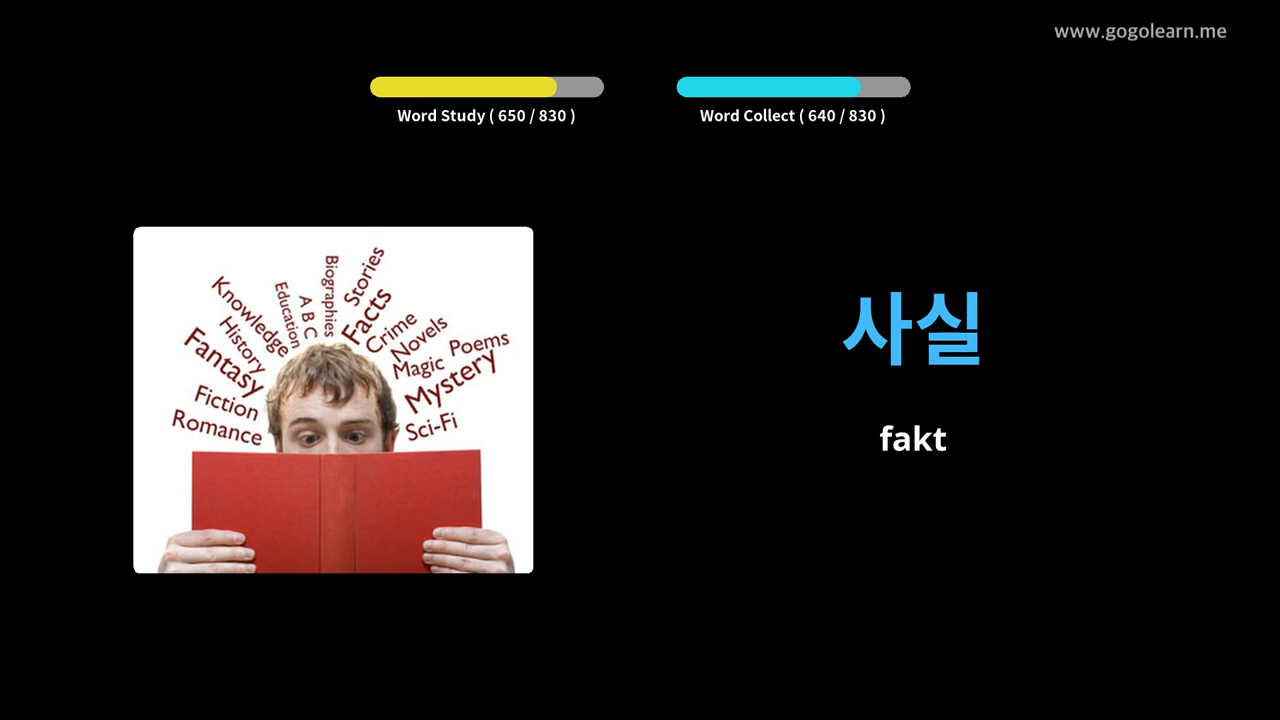 www.gogolearn.me
Word Study ( 650 / 830 )
Word Collect ( 640 / 830 )
Romance
Fiction
Fantasy
History
Knowledge
Education
A B C
Biographies
Stories
Facts
Crime
Novels
Magic
Poems
Mystery
Sci-Fi
사실
fakt